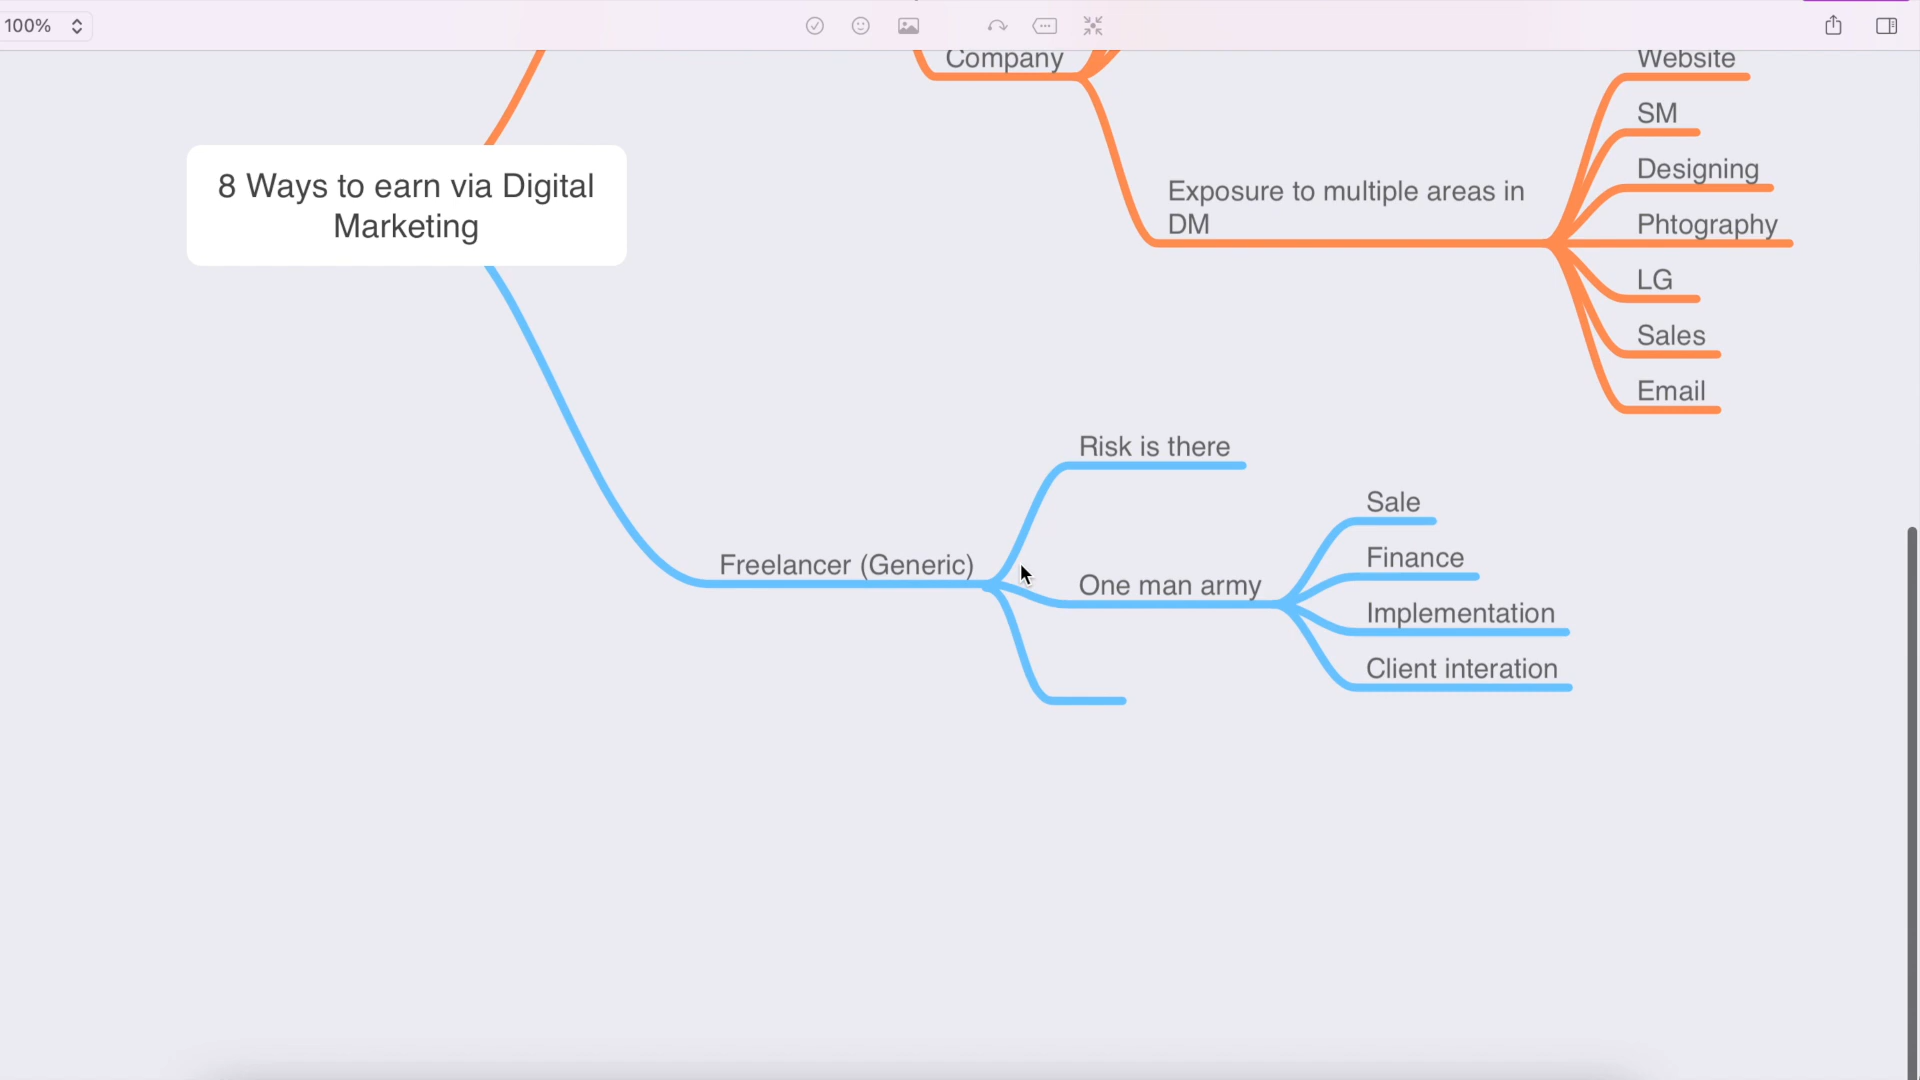 100%
Company
Website
SM
Designing
Exposure to multiple areas in
DM
Phtography
LG
Sales
Email
8 Ways to earn via Digital
Marketing
Risk is there
Sale
Freelancer (Generic)
Finance
One man army
Implementation
Client interation